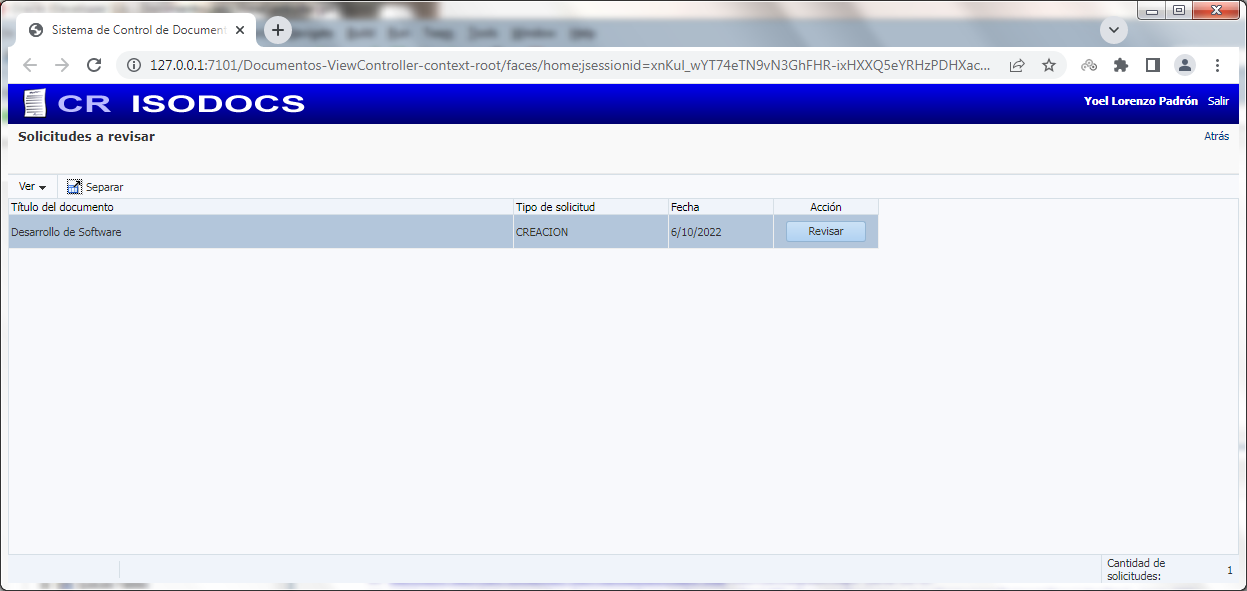 Sistema de Control de Document
127.0.0.1:7101/Documentos-ViewController-context-root/faces/home;jsessionid=xnKuI_wYT74eTN9vN3GhFHR-ixHXXQ5eYRHzPDHXac...
CR ISODOCS
Yoel Lorenzo Padrón Salir
Solicitudes a revisar
Atrás
Ver Separar
Título del documento Tipo de solicitud Fecha Acción
Desarrollo de Software CREACION 6/10/2022 Revisar
Cantidad de
solicitudes: 1